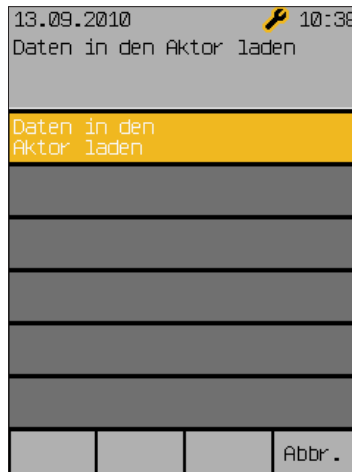 13.09.2010 10:38
Daten in den Aktor laden
Daten in den
Aktor laden
Abbr.